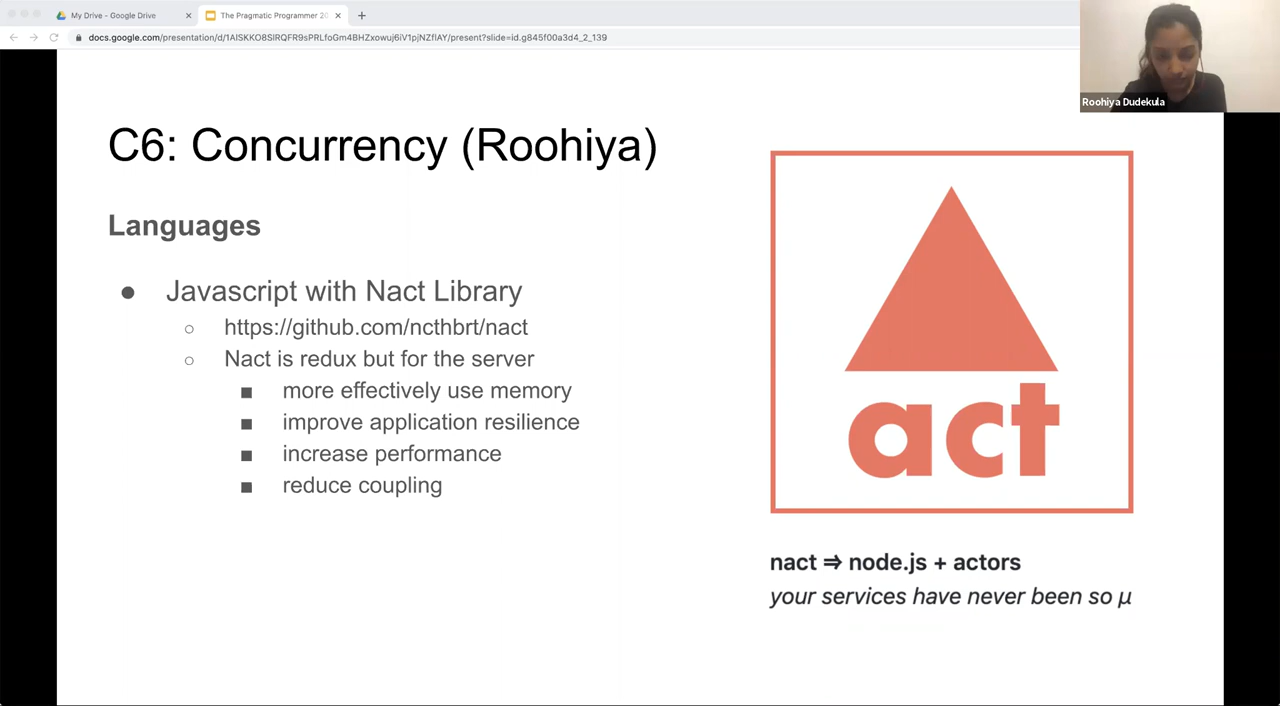 My Drive - Google Drive
The Pragmatic Programmer 20
docs.google.com/presentation/d/1AlSKKO8SlRQFR9sPRLfoGm4BHZxowuj6iV1pjNZflAY/present?slide=id.g845f00a3d4_2_139
Roohiya Dudekula
C6: Concurrency (Roohiya)
Languages
● Javascript with Nact Library
○ https://github.com/ncthbrt/nact
○ Nact is redux but for the server
■ more effectively use memory
■ improve application resilience
■ increase performance
■ reduce coupling
act
nact ⇒ node.js + actors
your services have never been so μ